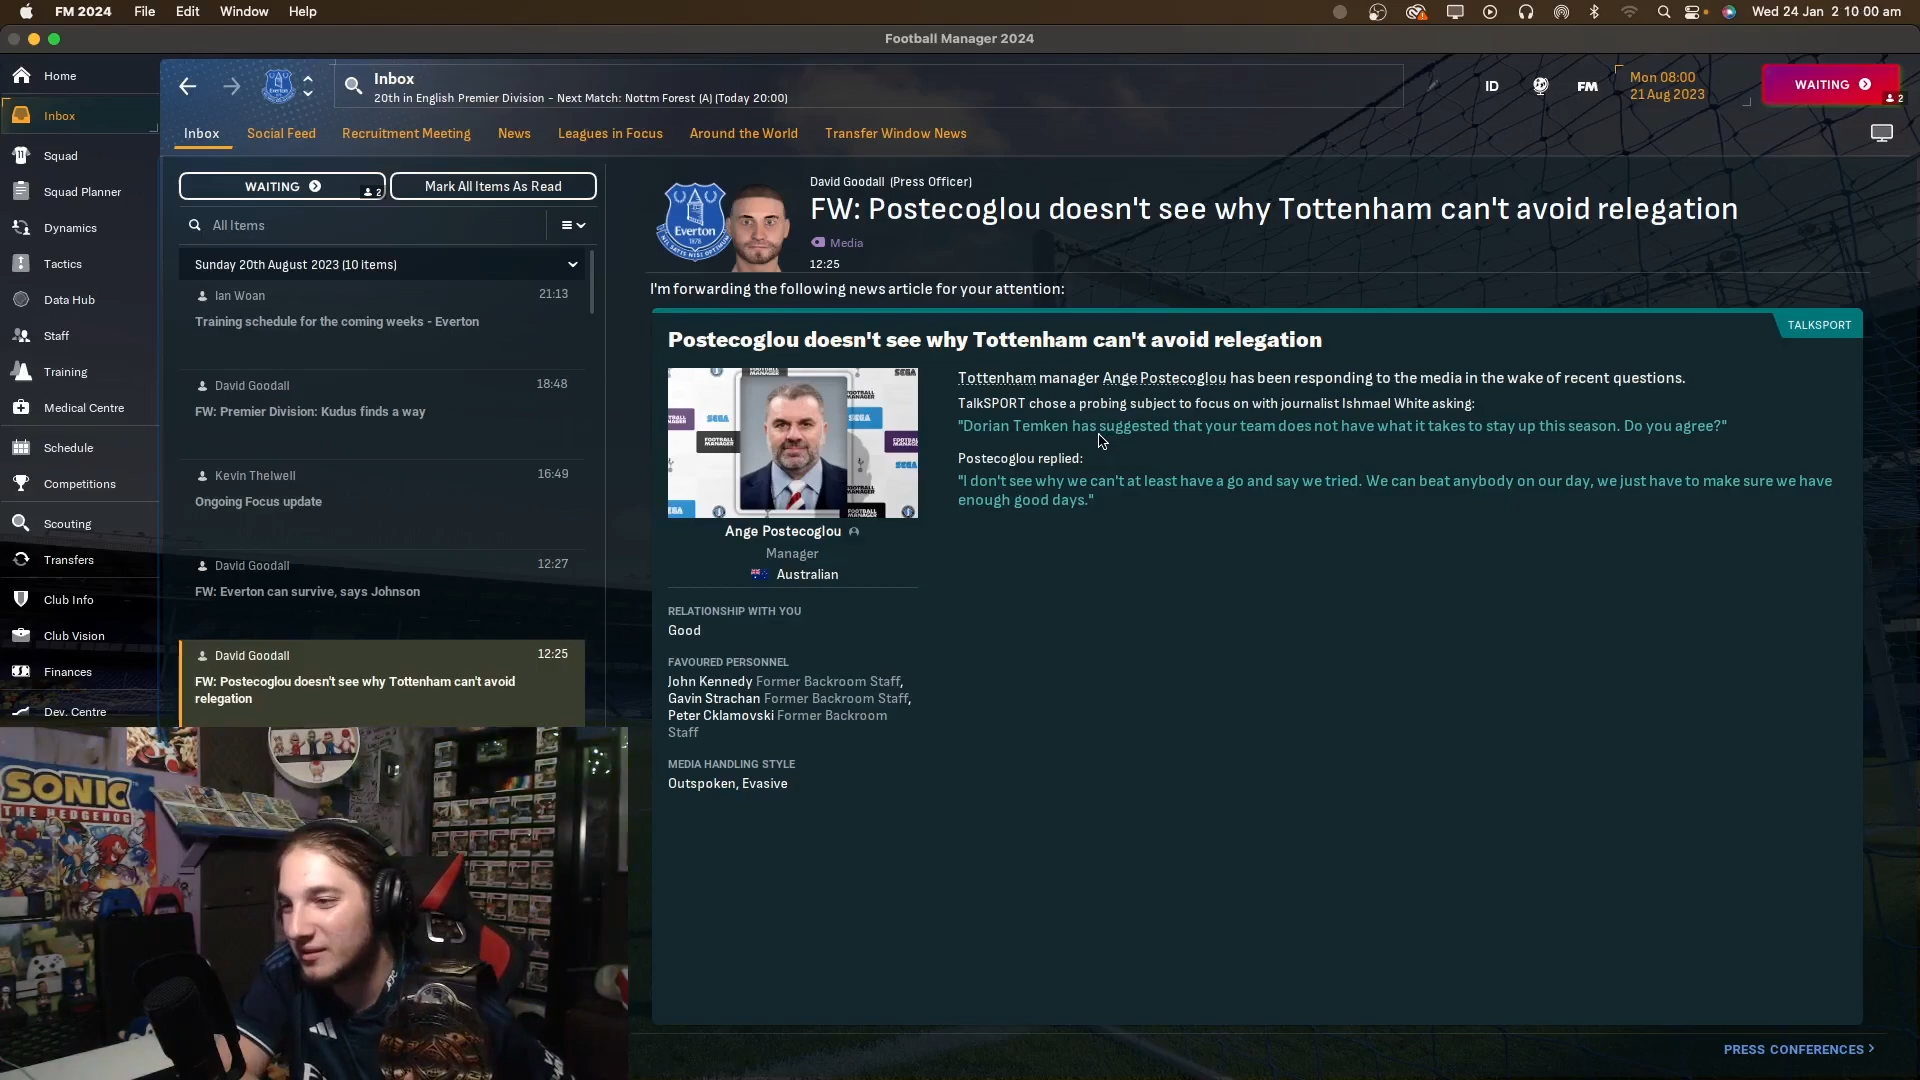 FM 2024 File Edit Window Help
Wed 24 Jan 2 10 00 am
Football Manager 2024
Home
Inbox
Squad
Squad Planner
Dynamics
Tactics
Data Hub
Staff
Training
Medical Centre
Schedule
Competitions
Scouting
Transfers
Club Info
Club Vision
Finances
Dev. Centre
Inbox
20th in English Premier Division - Next Match: Nottm Forest (A) (Today 20:00)
ID
FM
Mon 08:00
21 Aug 2023
WAITING
2
Inbox Social Feed Recruitment Meeting News Leagues in Focus Around the World Transfer Window News
WAITING 2 Mark All Items As Read
All Items
Sunday 20th August 2023 (10 items)
Ian Woan 21:13
Training schedule for the coming weeks - Everton
David Goodall 18:48
FW: Premier Division: Kudus finds a way
Kevin Thelwell 16:49
Ongoing Focus update
David Goodall 12:27
FW: Everton can survive, says Johnson
David Goodall 12:25
FW: Postecoglou doesn't see why Tottenham can't avoid
relegation
Everton
1878
David Goodall (Press Officer)
FW: Postecoglou doesn't see why Tottenham can't avoid relegation
Media
12:25
I'm forwarding the following news article for your attention:
TALKSPORT
Postecoglou doesn't see why Tottenham can't avoid relegation
Tottenham manager Ange Postecoglou has been responding to the media in the wake of recent questions.
TalkSPORT chose a probing subject to focus on with journalist Ishmael White asking:
"Dorian Temken has suggested that your team does not have what it takes to stay up this season. Do you agree?"
Postecoglou replied:
"I don't see why we can't at least have a go and say we tried. We can beat anybody on our day, we just have to make sure we have
enough good days."
SEGA
FOOTBALL MANAGER
Ange Postecoglou
Manager
Australian
RELATIONSHIP WITH YOU
Good
FAVOURED PERSONNEL
John Kennedy Former Backroom Staff,
Gavin Strachan Former Backroom Staff,
Peter Cklamovski Former Backroom
Staff
MEDIA HANDLING STYLE
Outspoken, Evasive
PRESS CONFERENCES
SONIC
THE HEDGEHOG